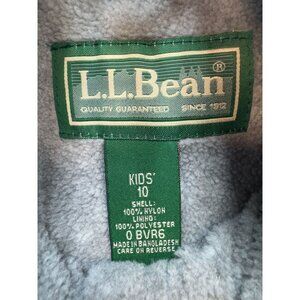 L.L.Bean®
QUALITY GUARANTEED SINCE 1912
KIDS'
10
SHELL:
100% NYLON
LINING:
100% POLYESTER
0 BVR6
MADE IN BANGLADESH
CARE ON REVERSE